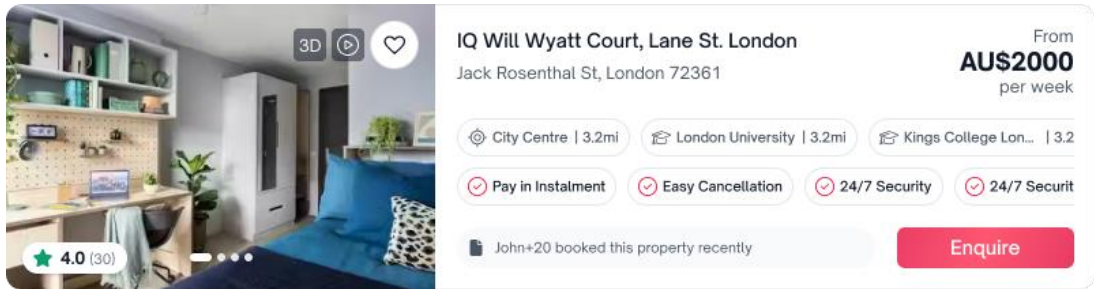 3D
4.0 (30)
IQ Will Wyatt Court, Lane St. London
Jack Rosenthal St, London 72361
From
AU$2000
per week
City Centre | 3.2mi
London University | 3.2mi
Kings College Lon... | 3.2
Pay in Instalment
Easy Cancellation
24/7 Security
24/7 Securit
John+20 booked this property recently
Enquire